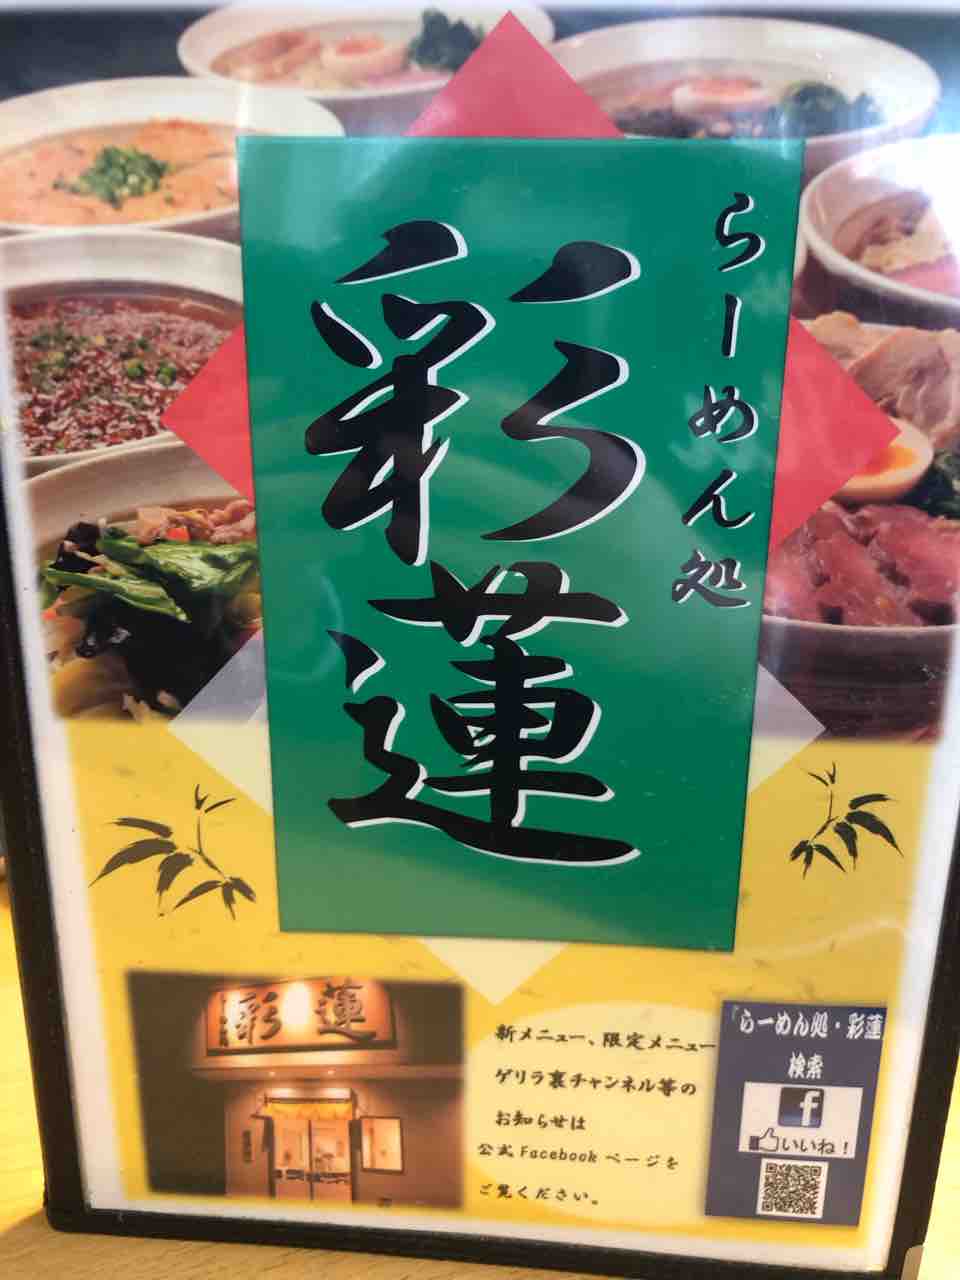 らーめん処
彩蓮
彩蓮
新メニュー、限定メニュー
ゲリラ裏チャンネル等の
お知らせは
公式Facebookページを
ご覧ください。
『らーめん処・彩蓮
検索
f
いいね!